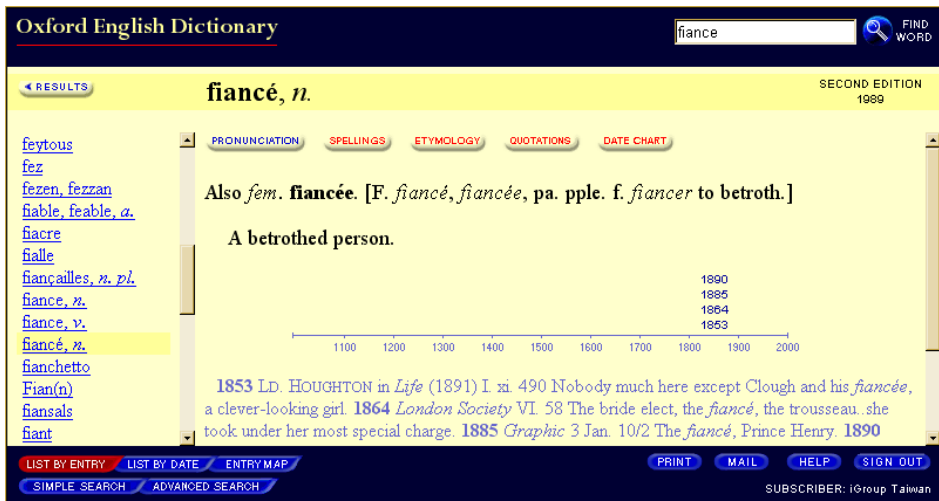 Oxford English Dictionary
fiance
FIND
WORD
RESULTS
fiancé, n.
SECOND EDITION
1989
feytous
fez
fezen, fezzan
fiable, feable, a.
fiacre
fialle
fiançailles, n. pl.
fiance, n.
fiance, v.
fiancé, n.
fianchetto
Fian(n)
fiansals
fiant
PRONUNCIATION SPELLINGS ETYMOLOGY QUOTATIONS DATE CHART
Also fem. fiancée. [F. fiancé, fiancée, pa. pple. f. fiancer to betroth.]
A betrothed person.
1890
1885
1864
1853
1100 1200 1300 1400 1500 1600 1700 1800 1900 2000
1853 LD. HOUGHTON in Life (1891) I. xi. 490 Nobody much here except Clough and his fiancée,
a clever-looking girl. 1864 London Society VI. 58 The bride elect, the fiancé, the trousseau..she
took under her most special charge. 1885 Graphic 3 Jan. 10/2 The fiancé, Prince Henry. 1890
LIST BY ENTRY LIST BY DATE ENTRY MAP
SIMPLE SEARCH ADVANCED SEARCH
PRINT MAIL HELP SIGN OUT
SUBSCRIBER: iGroup Taiwan